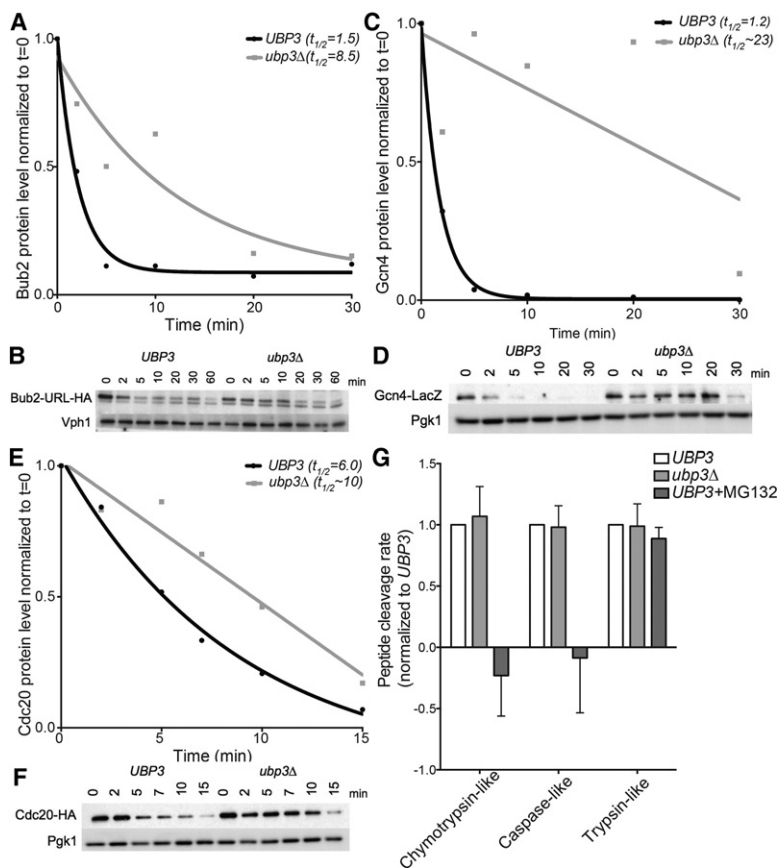 A
Bub2 protein level normalized to t=0
1.0
0.5
0.0
UBP3 (t1/2=1.5)
ubp3Δ(t1/2=8.5)
0 10 20 30
Time (min)
B
UBP3 ubp3Δ
0 2 5 10 20 30 60 0 2 5 10 20 30 60 min
Bub2-URL-HA
Vph1
C
Gcn4 protein level normalized to t=0
1.0
0.5
0.0
UBP3 (t1/2=1.2)
ubp3Δ (t1/2~23)
0 10 20 30
Time (min)
D
UBP3 ubp3Δ
0 2 5 10 20 30 0 2 5 10 20 30 min
Gcn4-LacZ
Pgk1
E
Cdc20 protein level normalized to t=0
1.0
0.5
0.0
UBP3 (t1/2=6.0)
ubp3Δ (t1/2~10)
0 5 10 15
Time (min)
F
UBP3 ubp3Δ
0 2 5 7 10 15 0 2 5 7 10 15 min
Cdc20-HA
Pgk1
G
Peptide cleavage rate
(normalized to UBP3)
1.5
1.0
0.5
0.0
-0.5
-1.0
UBP3
ubp3Δ
UBP3+MG132
Chymotrypsin-like
Caspase-like
Trypsin-like